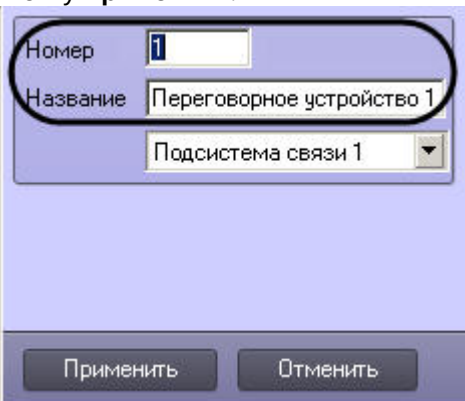 Номер 1
Название Переговорное устройство 1
Подсистема связи 1
Применить Отменить